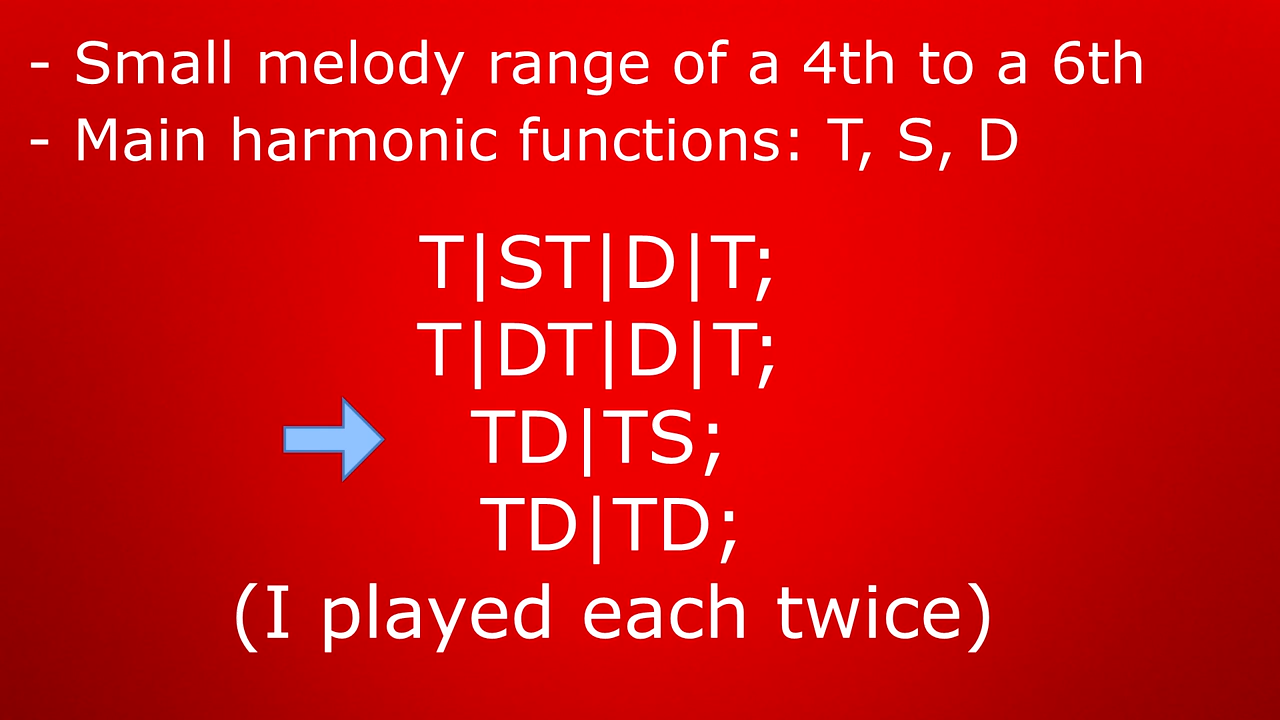 - Small melody range of a 4th to a 6th
- Main harmonic functions: T, S, D
T|ST|D|T;
T|DT|D|T;
TD|TS;
TD|TD;
(I played each twice)